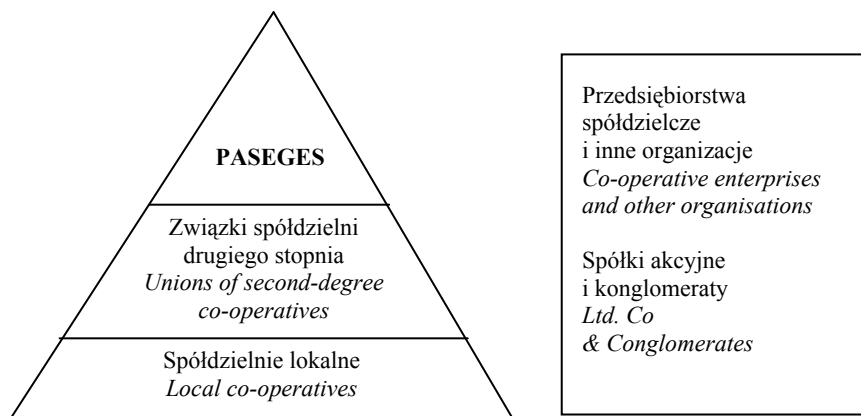 PASEGES
Związki spółdzielni
drugiego stopnia
Unions of second-degree
co-operatives
Spółdzielnie lokalne
Local co-operatives
Przedsiębiorstwa
spółdzielcze
i inne organizacje
Co-operative enterprises
and other organisations
Spółki akcyjne
i konglomeraty
Ltd. Co
& Conglomerates